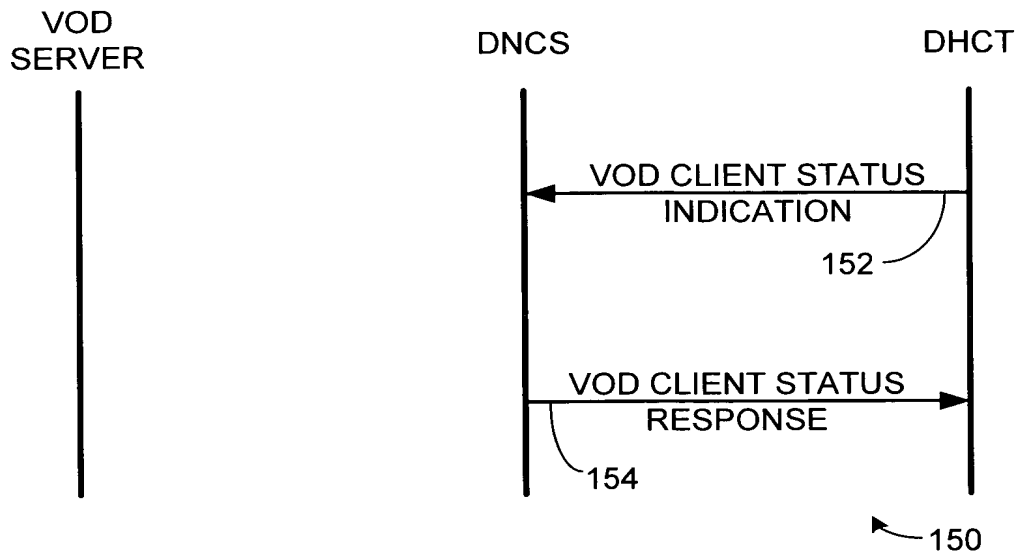 VOD
SERVER
DNCS
DHCT
VOD CLIENT STATUS
INDICATION
152
VOD CLIENT STATUS
RESPONSE
154
150